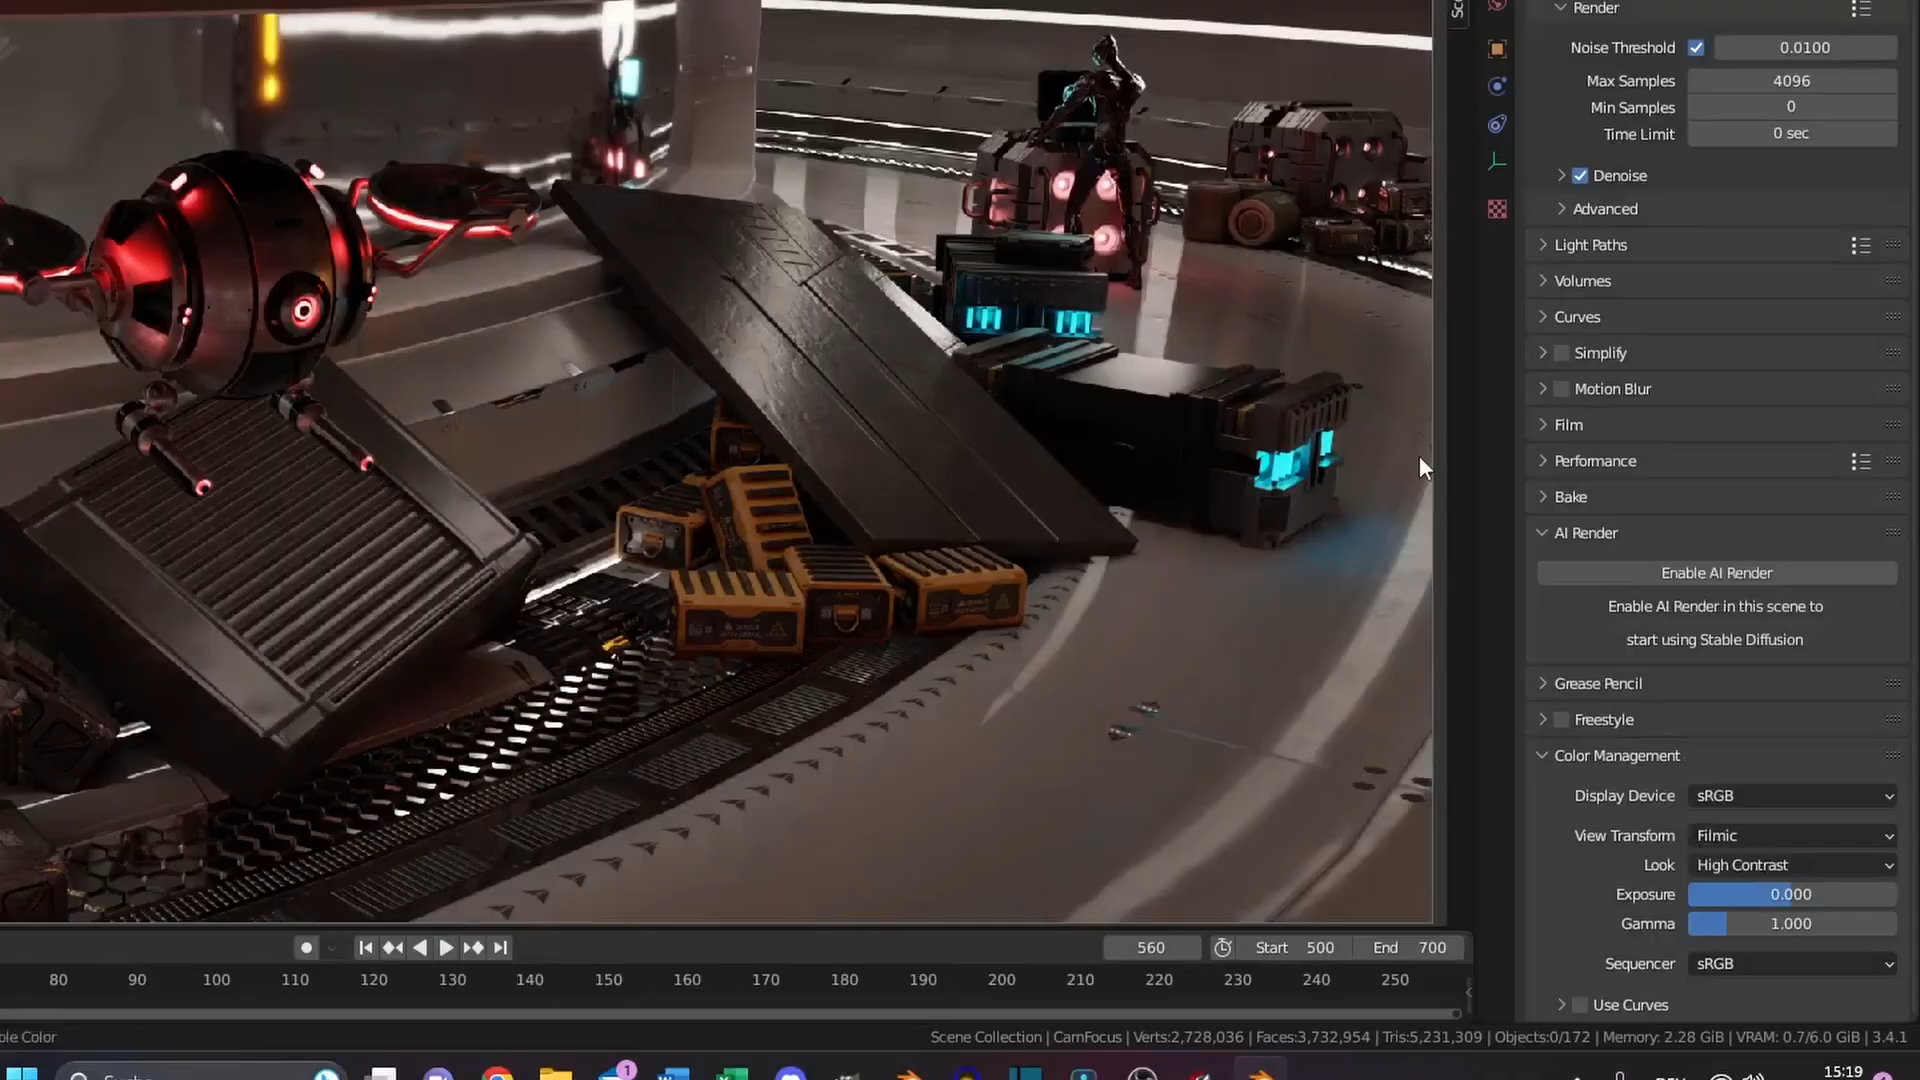 Sc
Render
Noise Threshold 0.0100
Max Samples 4096
Min Samples 0
Time Limit 0 sec
Denoise
Advanced
Light Paths
Volumes
Curves
Simplify
Motion Blur
Film
Performance
Bake
AI Render
Enable AI Render
Enable AI Render in this scene to
start using Stable Diffusion
Grease Pencil
Freestyle
Color Management
Display Device sRGB
View Transform Filmic
Look High Contrast
Exposure 0.000
Gamma 1.000
Sequencer sRGB
Use Curves
560 Start 500 End 700
80 90 100 110 120 130 140 150 160 170 180 190 200 210 220 230 240 250
ple Color
Scene Collection | CamFocus | Verts:2,728,036 | Faces:3,732,954 | Tris:5,231,309 | Objects:0/172 | Memory: 2.28 GiB | VRAM: 0.7/6.0 GiB | 3.4.1
1
15:19